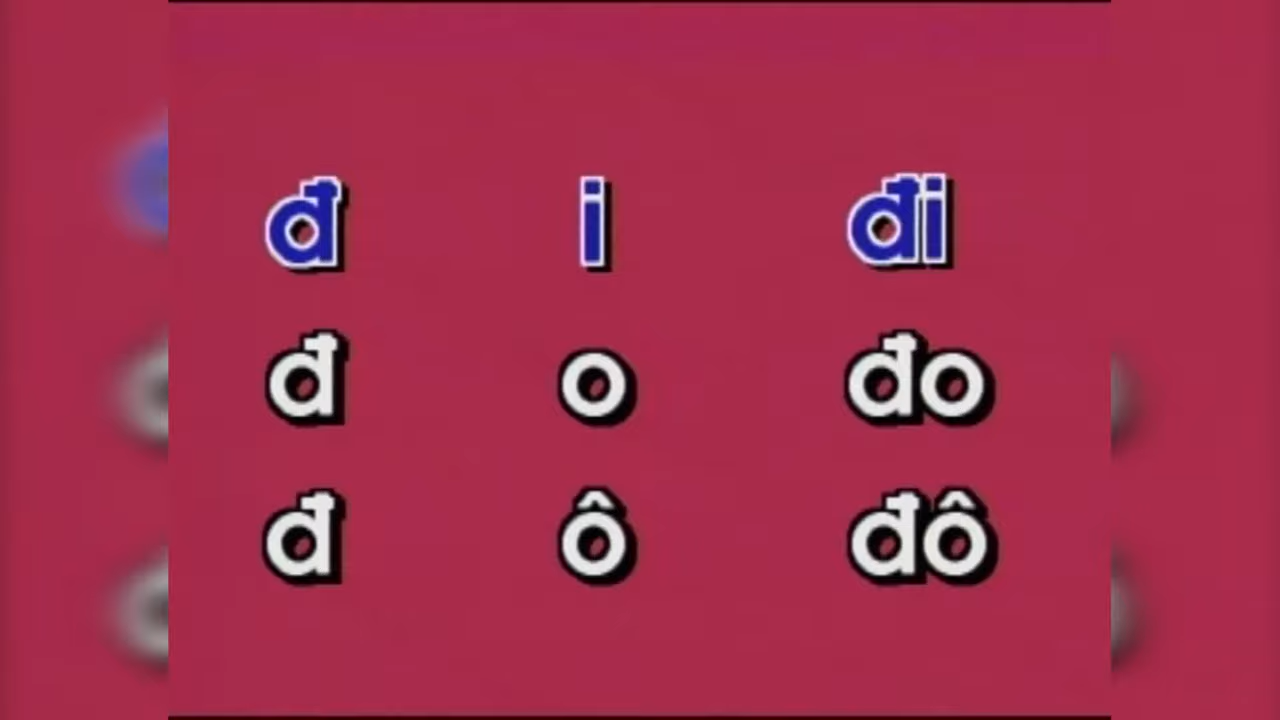 đ i đi
đ o đo
đ ô đô